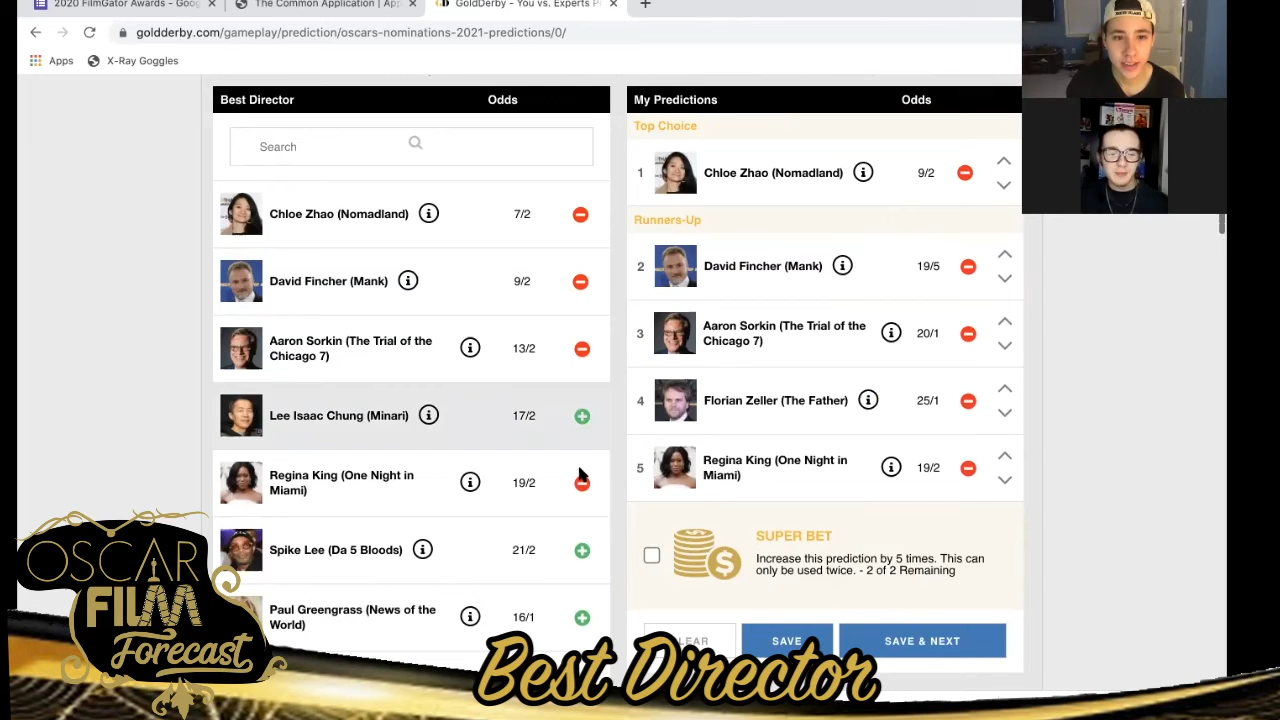 2020 FilmGator Awards - Goog
The Common Application | App
GoldDerby - You vs. Experts P
goldderby.com/gameplay/prediction/oscars-nominations-2021-predictions/0/
Apps
X-Ray Goggles
Best Director Odds
Search
Chloe Zhao (Nomadland) 7/2
David Fincher (Mank) 9/2
Aaron Sorkin (The Trial of the
Chicago 7) 13/2
Lee Isaac Chung (Minari) 17/2
Regina King (One Night in
Miami) 19/2
Spike Lee (Da 5 Bloods) 21/2
Paul Greengrass (News of the
World) 16/1
My Predictions Odds
Top Choice
1 Chloe Zhao (Nomadland) 9/2
Runners-Up
2 David Fincher (Mank) 19/5
3 Aaron Sorkin (The Trial of the
Chicago 7) 20/1
4 Florian Zeller (The Father) 25/1
5 Regina King (One Night in
Miami) 19/2
SUPER BET
Increase this prediction by 5 times. This can
only be used twice. - 2 of 2 Remaining
CLEAR SAVE SAVE & NEXT
OSCAR
FILM
Forecast
Best Director